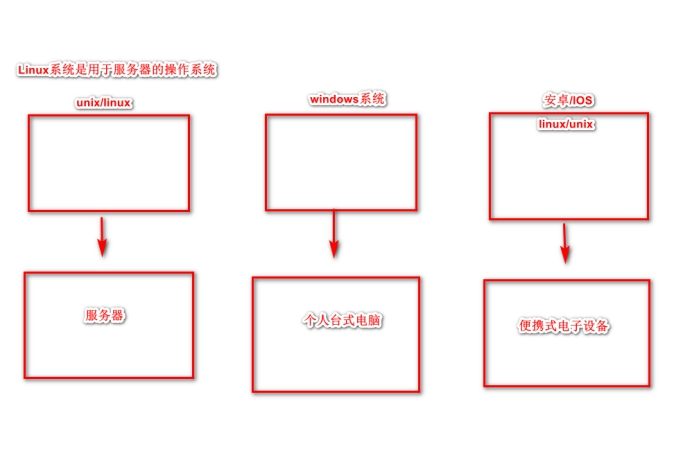 Linux系统是用于服务器的操作系统
unix/linux
windows系统
安卓/IOS
linux/unix
服务器
个人台式电脑
便携式电子设备